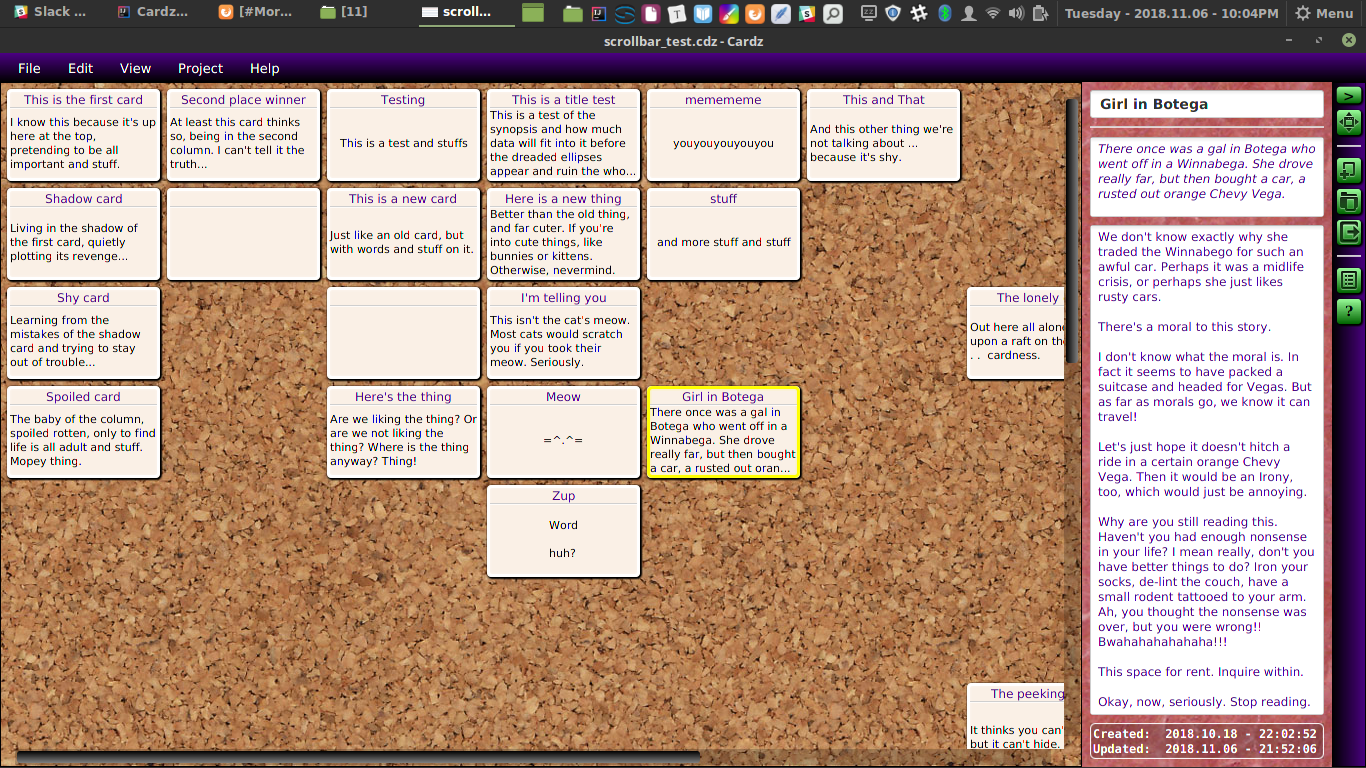 Slack ...
Cardz...
[#Mor...
[11]
scroll...
Tuesday - 2018.11.06 - 10:04PM
Menu
scrollbar_test.cdz - Cardz
File Edit View Project Help
This is the first card
I know this because it's up
here at the top,
pretending to be all
important and stuff.
Second place winner
At least this card thinks
so, being in the second
column. I can't tell it the
truth...
Testing
This is a test and stuffs
This is a title test
This is a test of the
synopsis and how much
data will fit into it before
the dreaded ellipses
appear and ruin the who...
memememe
youyouyouyouyou
This and That
And this other thing we're
not talking about ...
because it's shy.
Shadow card
Living in the shadow of
the first card, quietly
plotting its revenge...
This is a new card
Just like an old card, but
with words and stuff on it.
Here is a new thing
Better than the old thing,
and far cuter. If you're
into cute things, like
bunnies or kittens.
Otherwise, nevermind.
stuff
and more stuff and stuff
Shy card
Learning from the
mistakes of the shadow
card and trying to stay
out of trouble...
I'm telling you
This isn't the cat's meow.
Most cats would scratch
you if you took their
meow. Seriously.
The lonely
Out here all alone
upon a raft on the
. . cardness.
Spoiled card
The baby of the column,
spoiled rotten, only to find
life is all adult and stuff.
Mopey thing.
Here's the thing
Are we liking the thing? Or
are we not liking the
thing? Where is the thing
anyway? Thing!
Meow
=^.^=
Girl in Botega
There once was a gal in
Botega who went off in a
Winnabega. She drove
really far, but then bought
a car, a rusted out oran...
Zup
Word
huh?
The peeking
It thinks you can'
but it can't hide.
Girl in Botega
There once was a gal in Botega who
went off in a Winnabega. She drove
really far, but then bought a car, a
rusted out orange Chevy Vega.
We don't know exactly why she
traded the Winnabego for such an
awful car. Perhaps it was a midlife
crisis, or perhaps she just likes
rusty cars.
There's a moral to this story.
I don't know what the moral is. In
fact it seems to have packed a
suitcase and headed for Vegas. But
as far as morals go, we know it can
travel!
Let's just hope it doesn't hitch a
ride in a certain orange Chevy
Vega. Then it would be an Irony,
too, which would just be annoying.
Why are you still reading this.
Haven't you had enough nonsense
in your life? I mean really, don't you
have better things to do? Iron your
socks, de-lint the couch, have a
small rodent tattooed to your arm.
Ah, you thought the nonsense was
over, but you were wrong!!
Bwahahahahahaha!!!
This space for rent. Inquire within.
Okay, now, seriously. Stop reading.
Created: 2018.10.18 - 22:02:52
Updated: 2018.11.06 - 21:52:06